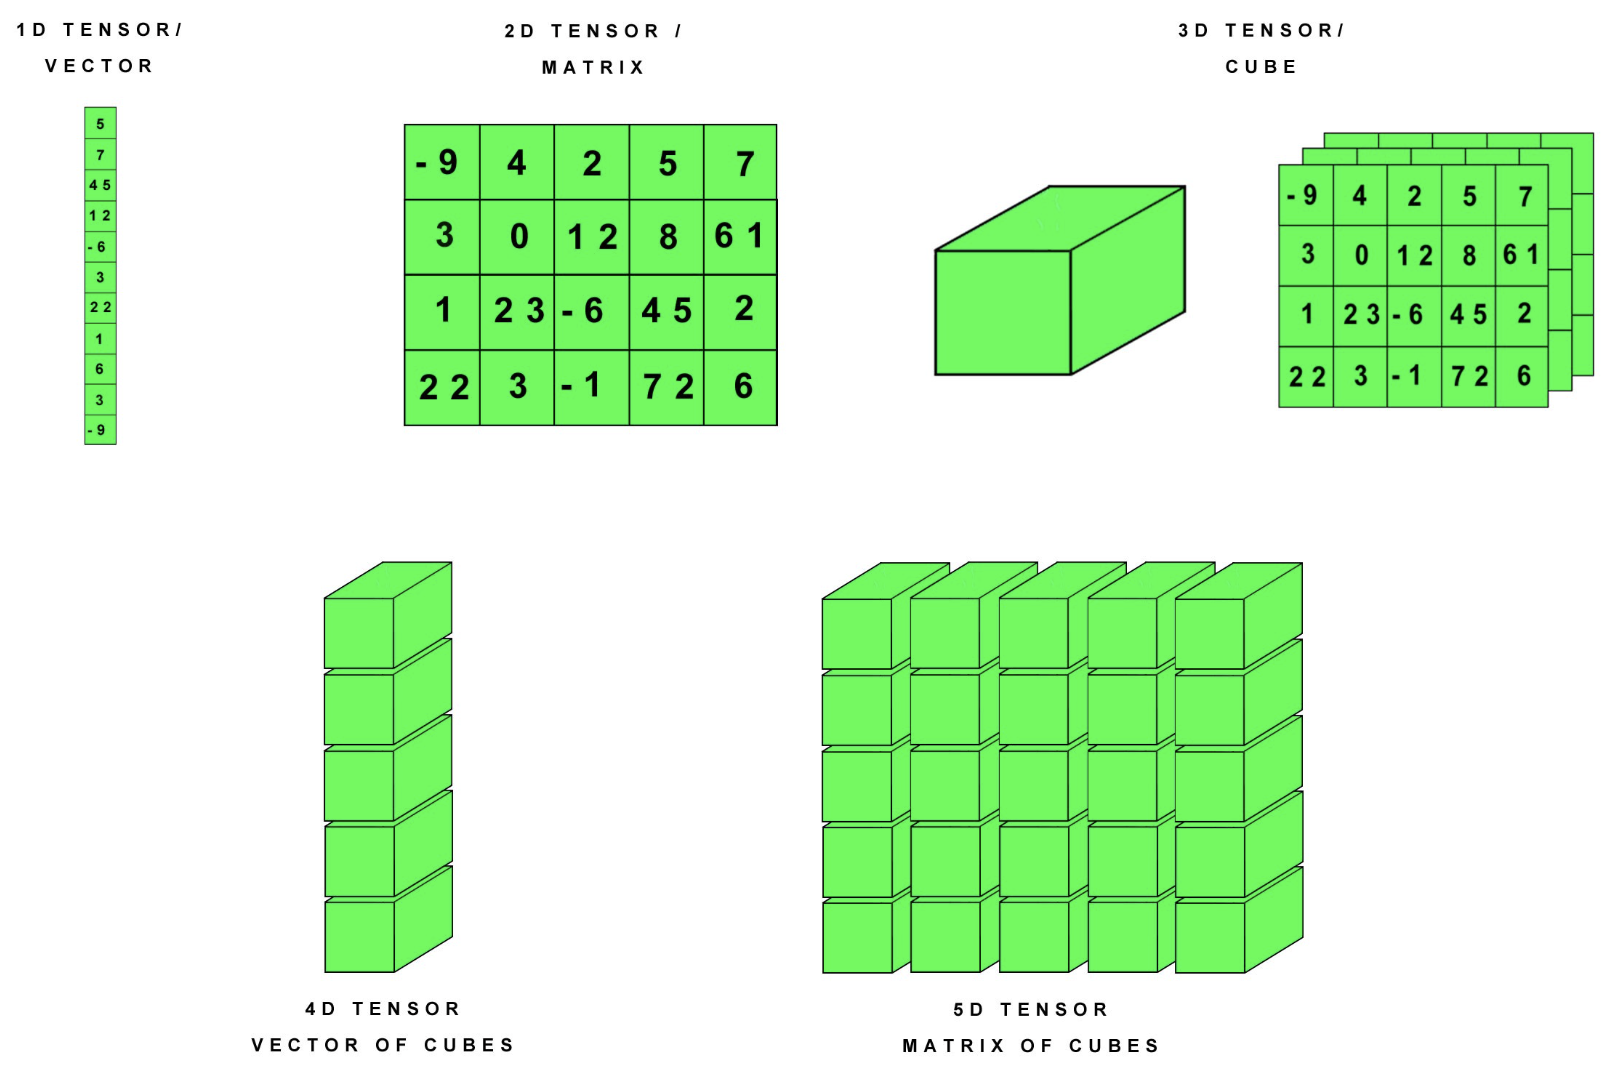 1D TENSOR/
VECTOR
5
7
45
12
-6
3
22
1
6
3
-9
2D TENSOR /
MATRIX
-9 4 2 5 7
3 0 12 8 61
1 23 -6 45 2
22 3 -1 72 6
3D TENSOR/
CUBE
-9 4 2 5 7
3 0 12 8 61
1 23 -6 45 2
22 3 -1 72 6
4D TENSOR
VECTOR OF CUBES
5D TENSOR
MATRIX OF CUBES